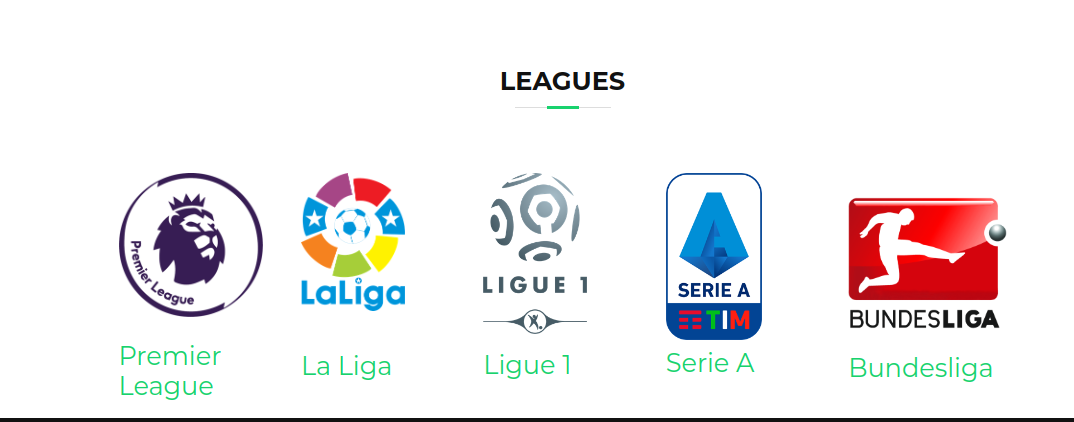 LEAGUES
Premier League
LaLiga
LIGUE 1
SERIE A
TIM
BUNDESLIGA
Premier
League
La Liga
Ligue 1
Serie A
Bundesliga